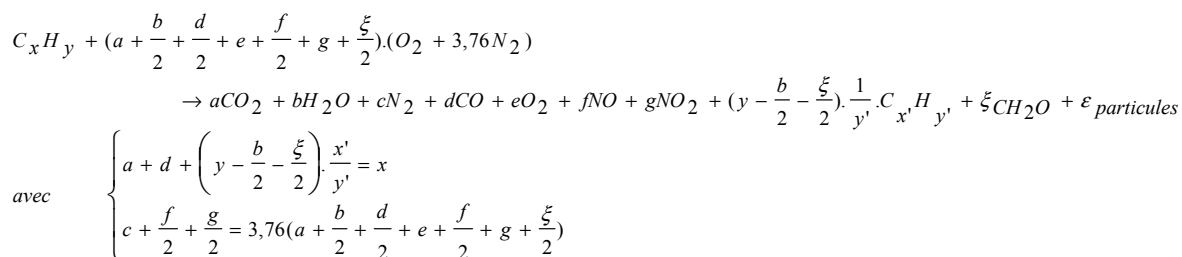 C_xH_y + (a + b/2 + d/2 + e + f/2 + g + ξ/2).(O_2 + 3,76N_2)
→ aCO_2 + bH_2O + cN_2 + dCO + eO_2 + fNO + gNO_2 + (y - b/2 - ξ/2).1/y'.C_x'H_y' + ξ_CH_2O + ε_particules
avec { a + d + (y - b/2 - ξ/2).x'/y' = x
c + f/2 + g/2 = 3,76(a + b/2 + d/2 + e + f/2 + g + ξ/2)